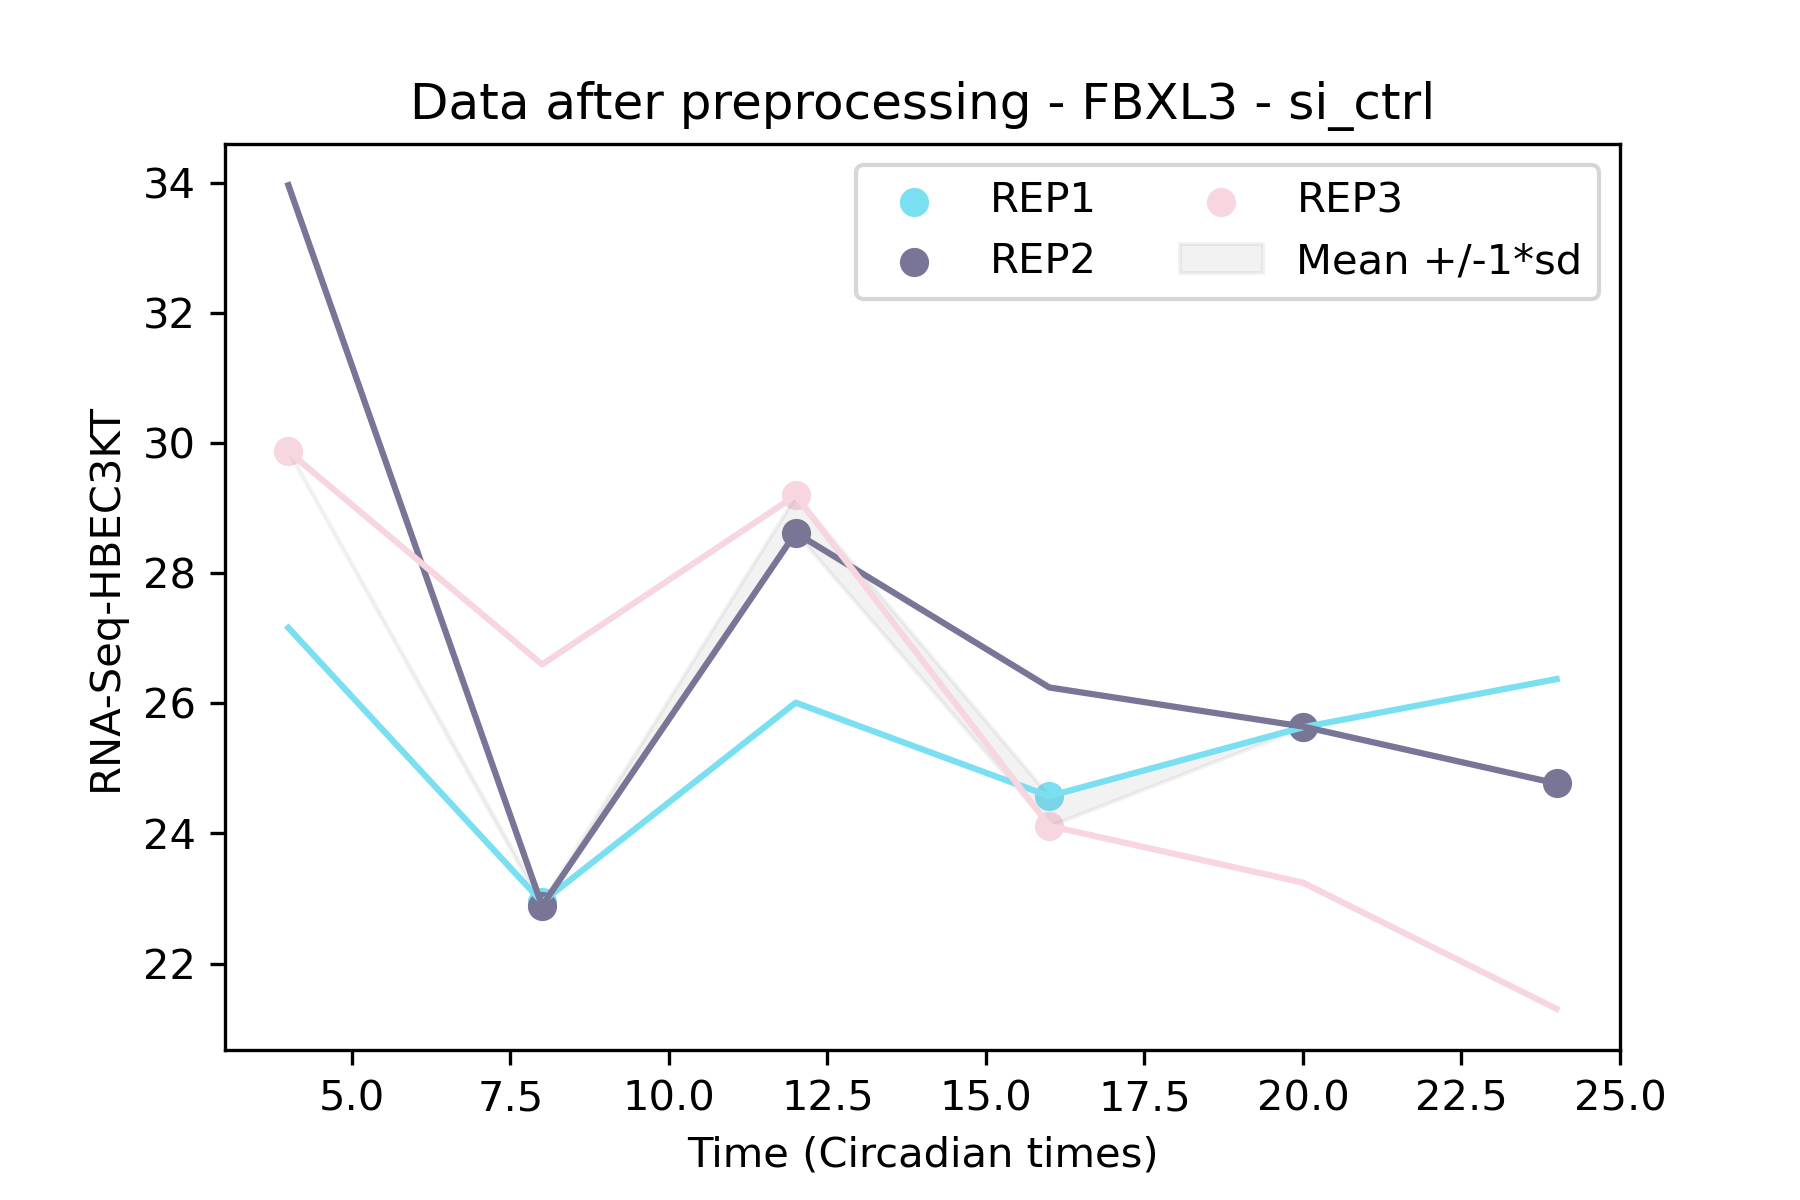 Data after preprocessing - FBXL3 - si_ctrl
REP1
REP2
REP3
Mean +/-1*sd
RNA-Seq-HBEC3KT
34
32
30
28
26
24
22
5.0 7.5 10.0 12.5 15.0 17.5 20.0 22.5 25.0
Time (Circadian times)